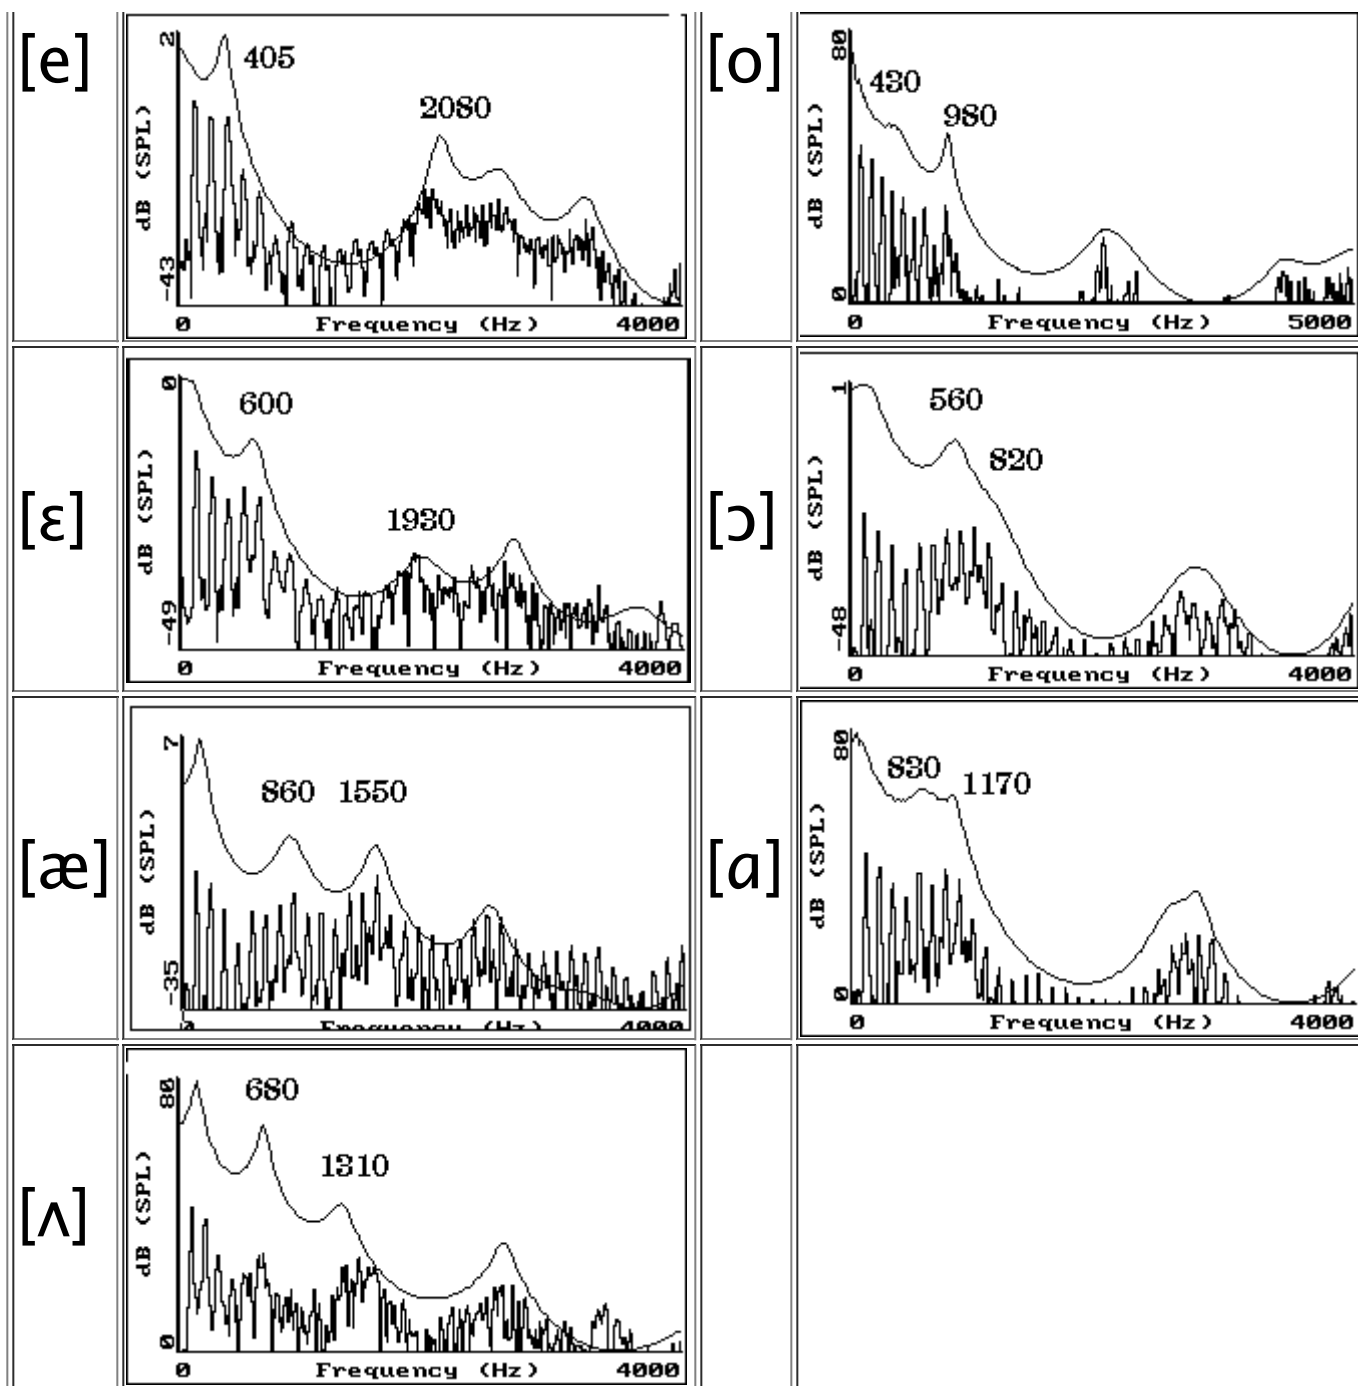 [e]
2
405
2080
dB (SPL)
-43
0 Frequency (Hz) 4000
[o]
80
430
980
dB (SPL)
0
0 Frequency (Hz) 5000
[ɛ]
0
600
1930
dB (SPL)
-49
0 Frequency (Hz) 4000
[ɔ]
1
560
820
dB (SPL)
-48
0 Frequency (Hz) 4000
[æ]
7
860 1550
dB (SPL)
-35
0 Frequency (Hz) 4000
[ɑ]
80
830
1170
dB (SPL)
0
0 Frequency (Hz) 4000
[ʌ]
80
680
1310
dB (SPL)
0
0 Frequency (Hz) 4000